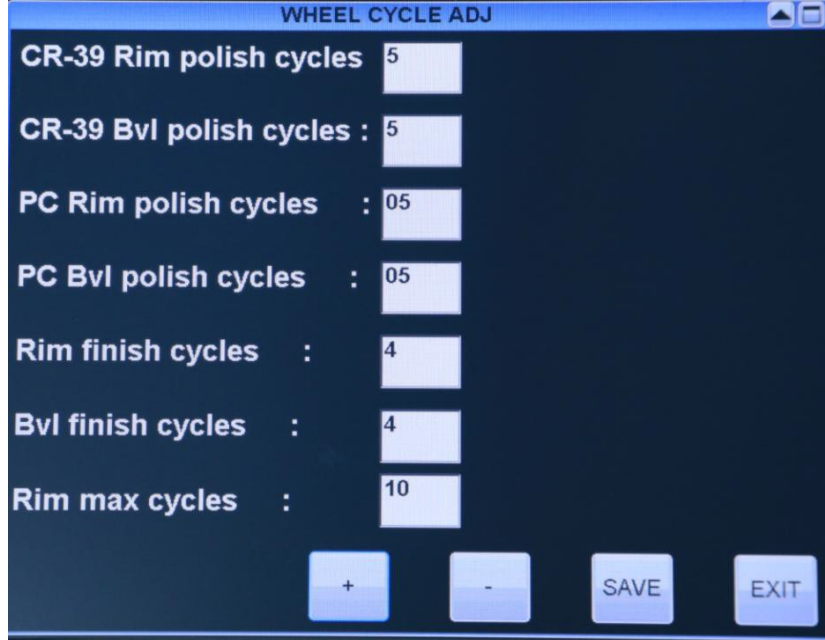 WHEEL CYCLE ADJ
CR-39 Rim polish cycles 5
CR-39 Bvl polish cycles : 5
PC Rim polish cycles : 05
PC Bvl polish cycles : 05
Rim finish cycles : 4
Bvl finish cycles : 4
Rim max cycles : 10
+ - SAVE EXIT